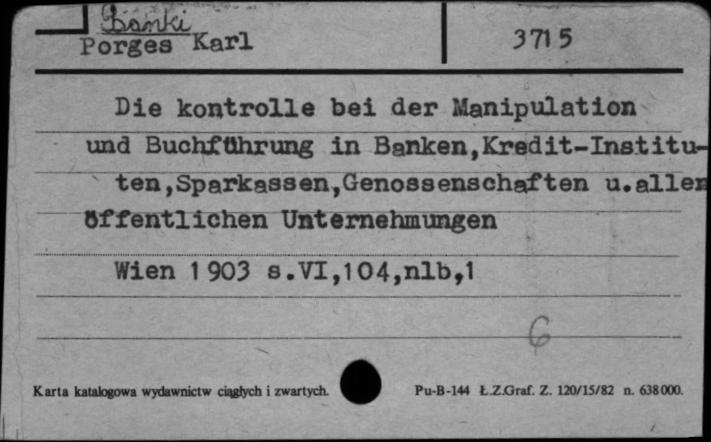 Banki
Porges Karl 3715
Die kontrolle bei der Manipulation
und Buchführung in Banken,Kredit-Institu-
ten,Sparkassen,Genossenschaften u.allen
öffentlichen Unternehmungen
Wien 1903 s.VI,104,nlb,1
6
Karta katalogowa wydawnictw ciągłych i zwartych. Pu-B-144 Ł.Z.Graf. Z. 120/15/82 n. 638000.